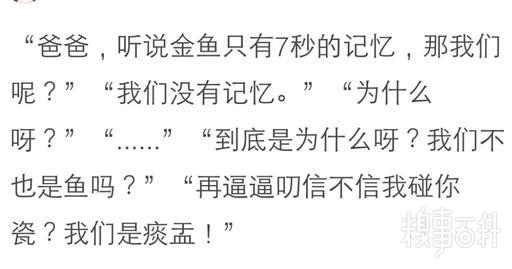 “爸爸，听说金鱼只有7秒的记忆，那我们
呢？”“我们没有记忆。”“为什么
呀？”“……”“到底是为什么呀？我们不
也是鱼吗？”“再逼逼叨信不信我碰你
瓷？我们是痰盂！”
糗事百科